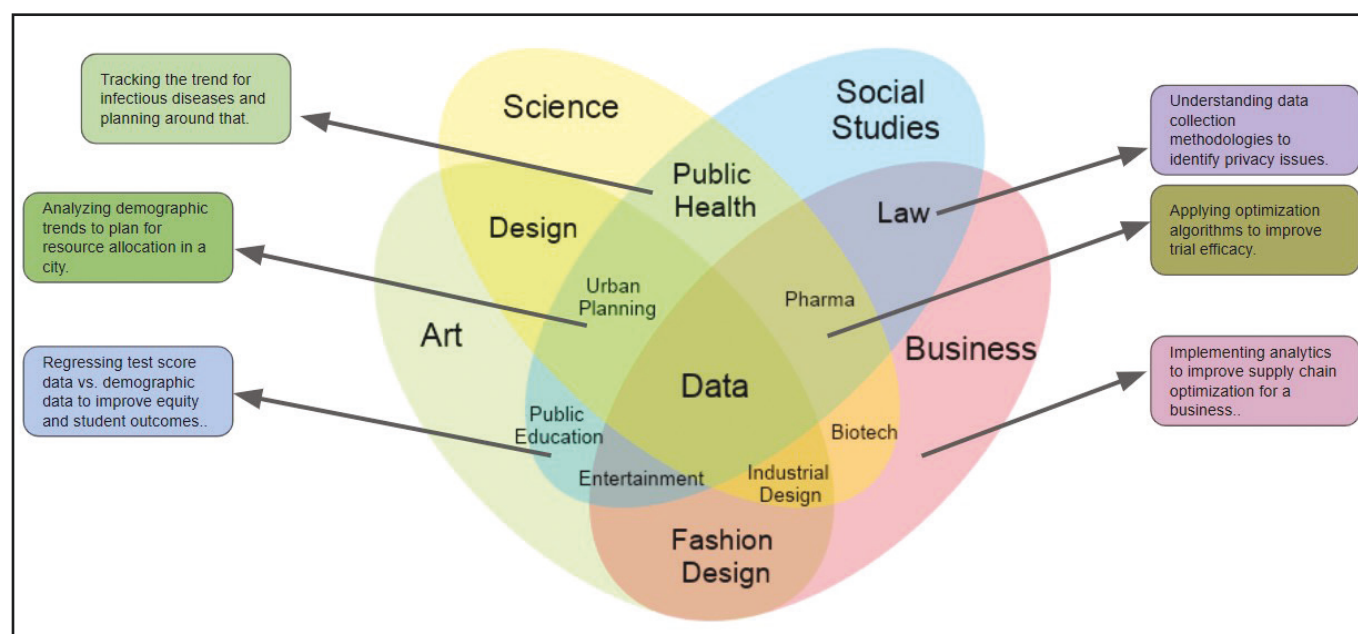 Tracking the trend for
infectious diseases and
planning around that.
Analyzing demographic
trends to plan for
resource allocation in a
city.
Regressing test score
data vs. demographic
data to improve equity
and student outcomes..
Science
Social
Studies
Public
Health
Design
Law
Urban
Planning
Pharma
Art
Business
Data
Public
Education
Biotech
Entertainment
Industrial
Design
Fashion
Design
Understanding data
collection
methodologies to
identify privacy issues.
Applying optimization
algorithms to improve
trial efficacy.
Implementing analytics
to improve supply chain
optimization for a
business..